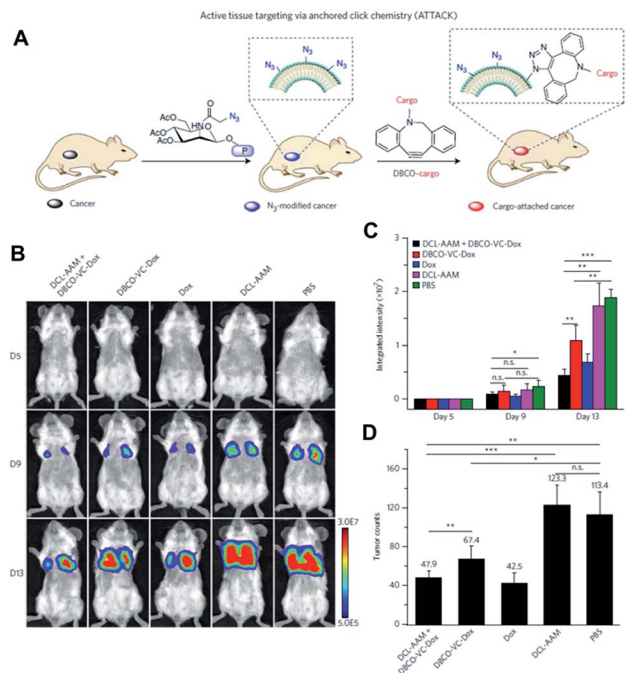 Active tissue targeting via anchored click chemistry (ATTACK)
A
N₃
N₃
N₃
AcO
AcO
AcO
HN
O
N₃
O
O
P
Cargo
N
DBCO-cargo
N₃
N₃
N
N
N
N
Cargo
Cancer
N₃-modified cancer
Cargo-attached cancer
B
DCL-AAM +
DBCO-VC-Dox
DBCO-VC-Dox
Dox
DCL-AAM
PBS
D5
D9
D13
3.0E7
5.0E5
C
Integrated intensity (×10⁷)
3
2
1
0
DCL-AAM + DBCO-VC-Dox
DBCO-VC-Dox
Dox
DCL-AAM
PBS
n.s.
n.s.
n.s.
*
**
**
**
***
Day 5
Day 9
Day 13
D
Tumor counts
160
120
80
40
0
**
***
*
n.s.
**
47.9
67.4
42.5
123.3
113.4
DCL-AAM +
DBCO-VC-Dox
DBCO-VC-Dox
Dox
DCL-AAM
PBS